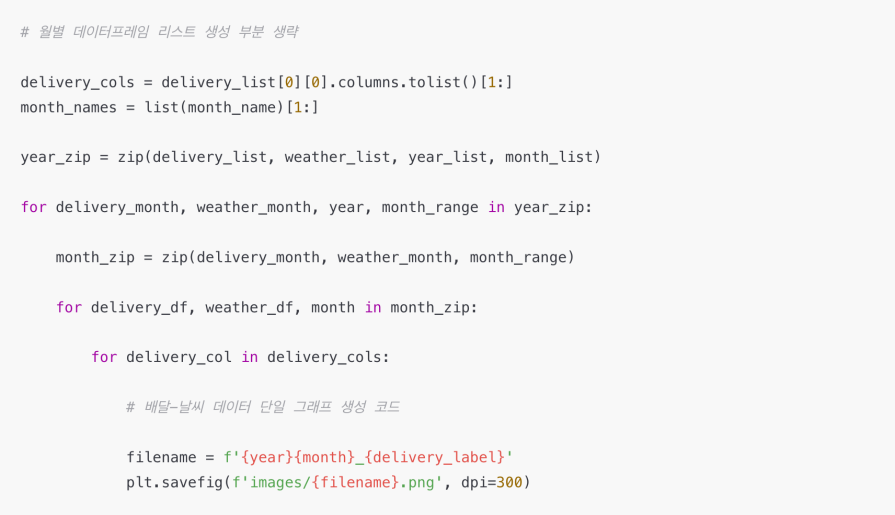 # 월별 데이터프레임 리스트 생성 부분 생략
delivery_cols = delivery_list[0][0].columns.tolist()[1:]
month_names = list(month_name)[1:]
year_zip = zip(delivery_list, weather_list, year_list, month_list)
for delivery_month, weather_month, year, month_range in year_zip:
month_zip = zip(delivery_month, weather_month, month_range)
for delivery_df, weather_df, month in month_zip:
for delivery_col in delivery_cols:
# 배달-날씨 데이터 단일 그래프 생성 코드
filename = f'{year}{month}_{delivery_label}'
plt.savefig(f'images/{filename}.png', dpi=300)